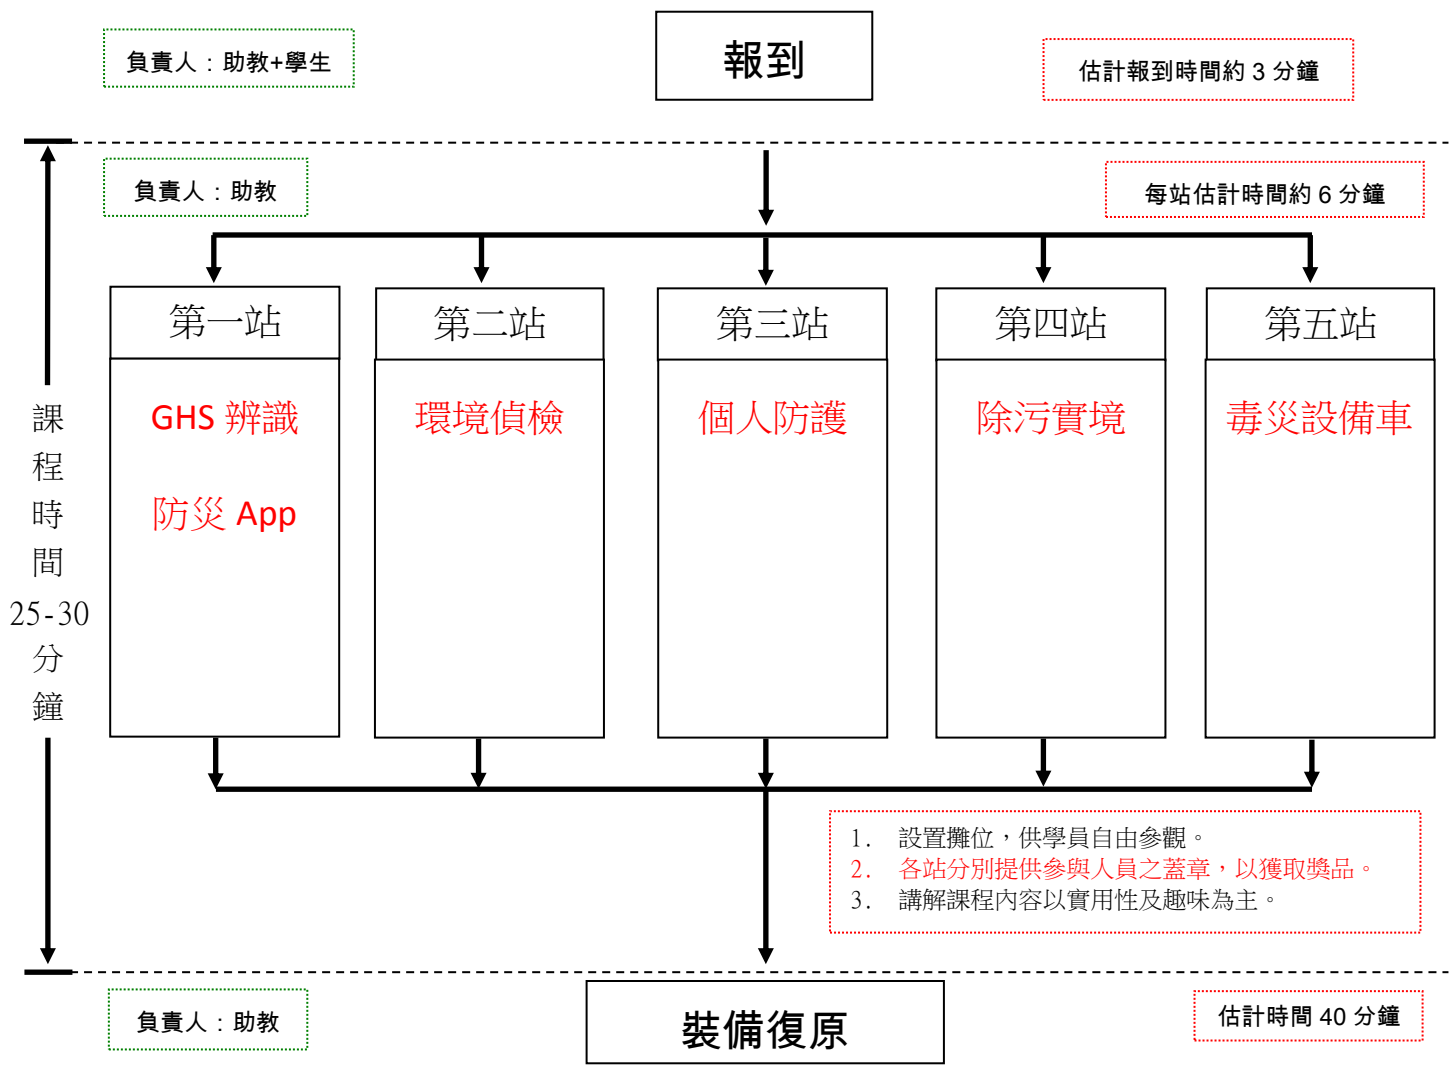 負責人：助教+學生
報到
估計報到時間約 3 分鐘
負責人：助教
每站估計時間約 6 分鐘
第一站
第二站
第三站
第四站
第五站
GHS 辨識
防災 App
環境偵檢
個人防護
除污實境
毒災設備車
課
程
時
間
25-30
分
鐘
1. 設置攤位，供學員自由參觀。
2. 各站分別提供參與人員之蓋章，以獲取獎品。
3. 講解課程內容以實用性及趣味為主。
負責人：助教
裝備復原
估計時間 40 分鐘